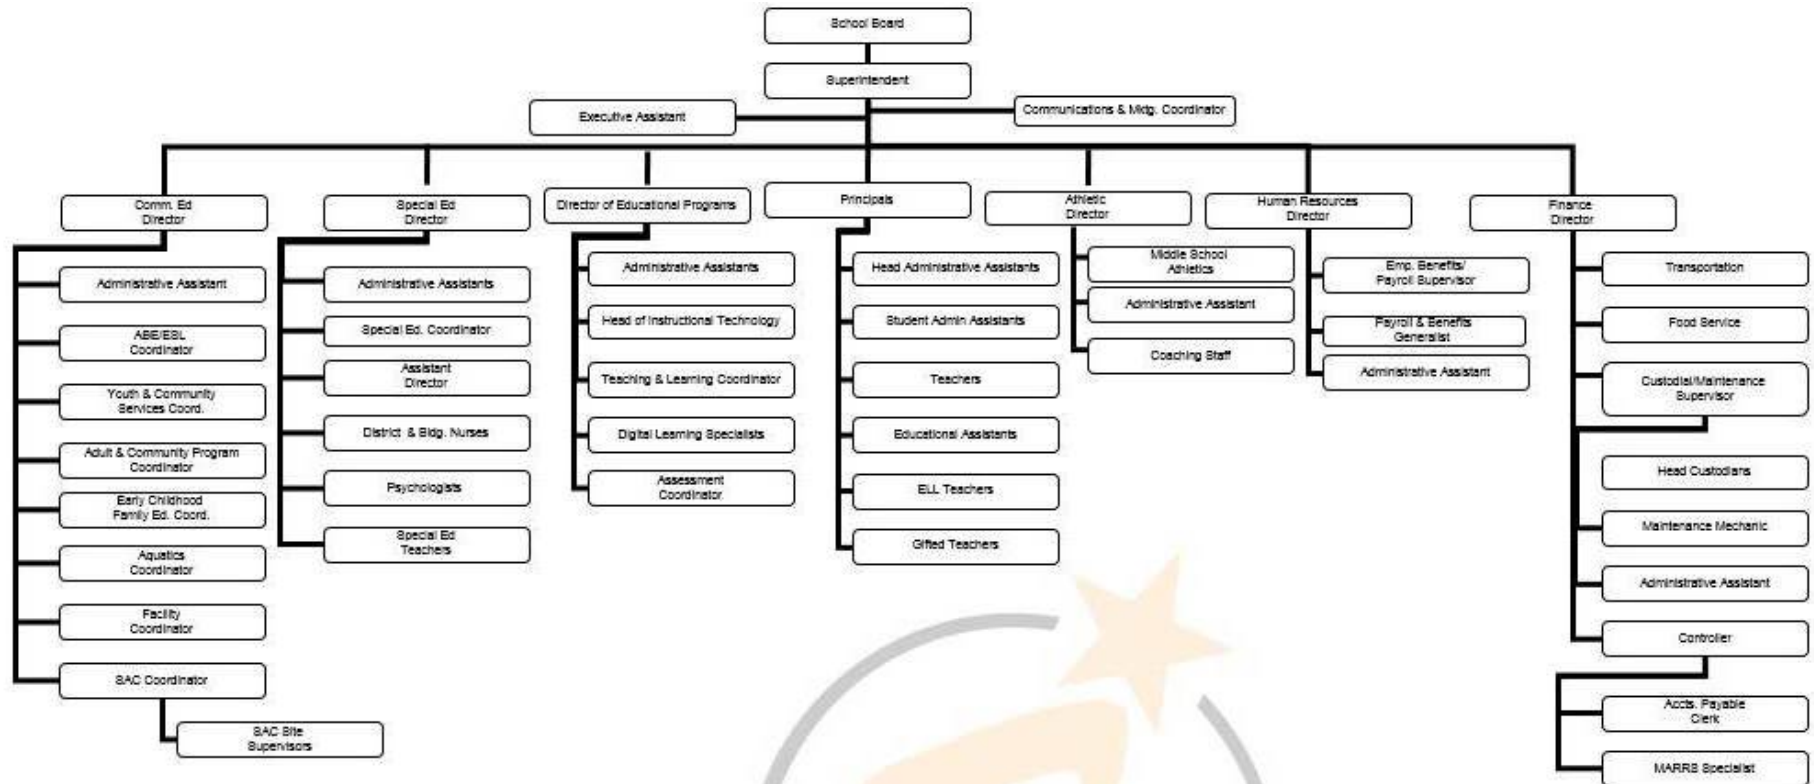 School Board
Superintendent
Executive Assistant
Communications & Mktg. Coordinator
Comm. Ed
Director
Special Ed
Director
Director of Educational Programs
Principals
Athletic
Director
Human Resources
Director
Finance
Director
Administrative Assistant
ABE/ESL
Coordinator
Youth & Community
Services Coord.
Adult & Community Program
Coordinator
Early Childhood
Family Ed. Coord.
Aquatics
Coordinator
Facility
Coordinator
SAC Coordinator
SAC Site
Supervisors
Administrative Assistants
Special Ed. Coordinator
Assistant
Director
District & Bldg. Nurses
Psychologists
Special Ed
Teachers
Administrative Assistants
Head of Instructional Technology
Teaching & Learning Coordinator
Digital Learning Specialists
Assessment
Coordinator
Head Administrative Assistants
Student Admin Assistants
Teachers
Educational Assistants
ELL Teachers
Gifted Teachers
Middle School
Athletics
Administrative Assistant
Coaching Staff
Emp. Benefits/
Payroll Supervisor
Payroll & Benefits
Generalist
Administrative Assistant
Transportation
Food Service
Custodial/Maintenance
Supervisor
Head Custodians
Maintenance Mechanic
Administrative Assistant
Controller
Accts. Payable
Clerk
MARRS Specialist